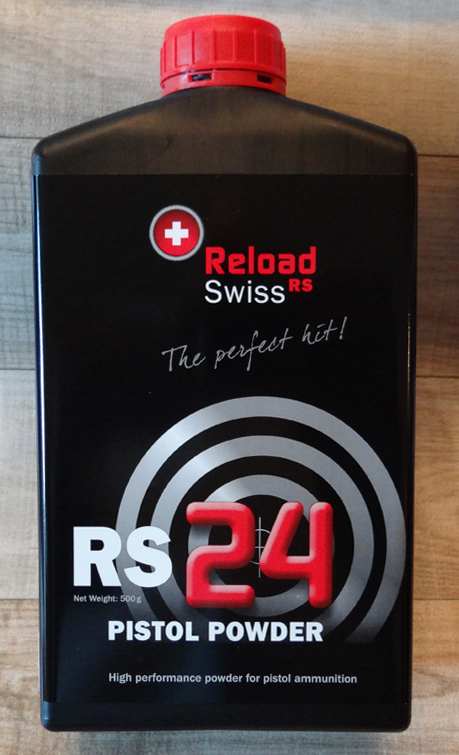 Reload
Swiss RS
The perfect hit!
RS 24
Net Weight: 500 g
PISTOL POWDER
High performance powder for pistol ammunition